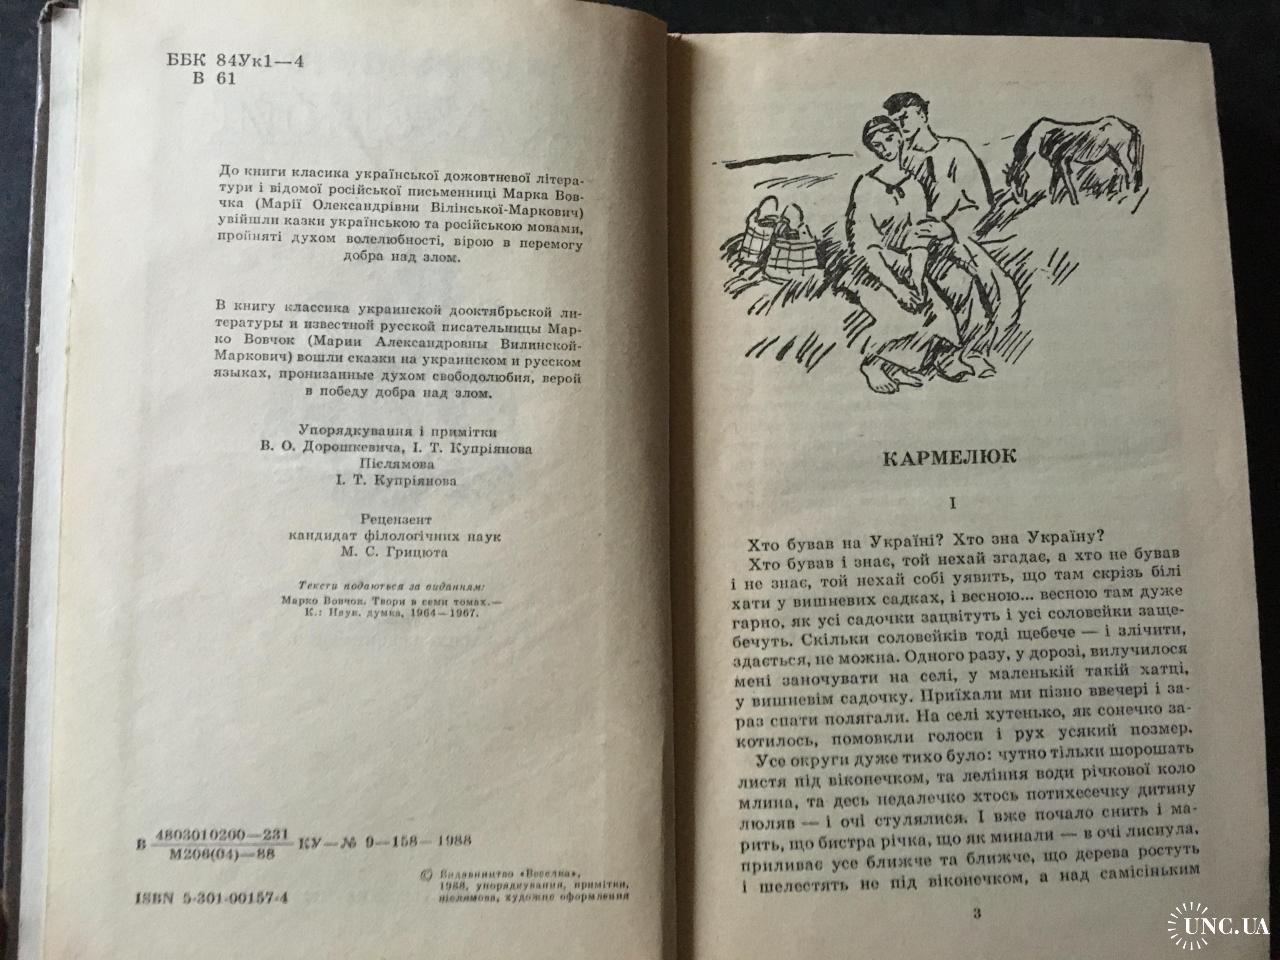 ББК 84Ук1—4
В 61
До книги класика української дожовтневої літера-
тури і відомої російської письменниці Марка Вов-
чка (Марії Олександрівни Вілінської-Маркович)
увійшли казки українською та російською мовами,
пройняті духом волелюбності, вірою в перемогу
добра над злом.
В книгу классика украинской дооктябрьской ли-
тературы и известной русской писательницы Мар-
ко Вовчок (Марии Александровны Вилинской-
Маркович) вошли сказки на украинском и русском
языках, пронизанные духом свободолюбия, верой
в победу добра над злом.
Упорядкування і примітки
В. О. Дорошкевича, І. Т. Купріянова
Післямова
І. Т. Купріянова
Рецензент
кандидат філологічних наук
М. С. Грицюта
Тексти подаються за виданням:
Марко Вовчок. Твори в семи томах.—
К.: Наук. думка, 1964—1967.
В 4803010200—231
М206(04)—88 КУ—№ 9—158—1988
ISBN 5-301-00157-4
© Видавництво «Веселка»,
1988, упорядкування, примітки,
післямова, художнє оформлення
КАРМЕЛЮК
І
Хто бував на Україні? Хто зна Україну?
Хто бував і знає, той нехай згадає, а хто не бував
і не знає, той нехай собі уявить, що там скрізь білі
хати у вишневих садках, і весною... весною там дуже
гарно, як усі садочки зацвітуть і усі соловейки заще-
бечуть. Скільки соловейків тоді щебече — і злічити,
здається, не можна. Одного разу, у дорозі, вилучилося
мені заночувати на селі, у маленькій такій хатці,
у вишневім садочку. Приїхали ми пізно ввечері і за-
раз спати полягали. На селі хутенько, як сонечко за-
котилось, помовкли голоси і рух усякий позмер.
Усе округи дуже тихо було: чутно тільки шорошать
листя під віконечком, та леління води річкової коло
млина, та десь недалечко хтось потихесечку дитину
люляв — і очі стулялися. І вже почало снить і ма-
рить, що бистра річка, що як минали — в очі лиснула,
приливає усе ближче та ближче, що дерева ростуть
і шелестять не під віконечком, а над самісіньким
3
UNC.UA